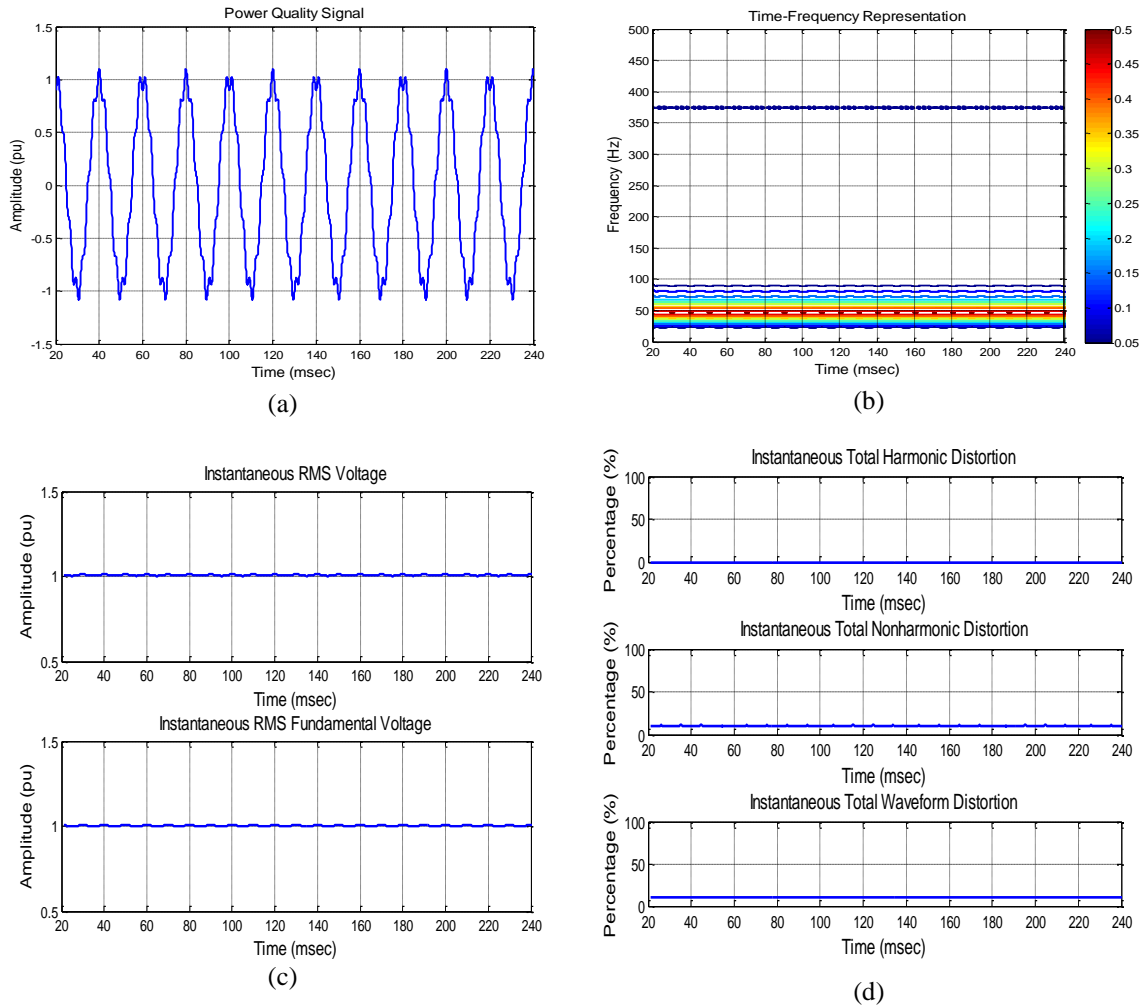 Power Quality Signal
1.5
1
0.5
0
-0.5
-1
-1.5
Amplitude (pu)
20 40 60 80 100 120 140 160 180 200 220 240
Time (msec)
(a)
Time-Frequency Representation
500
450
400
350
300
250
200
150
100
50
0
Frequency (Hz)
20 40 60 80 100 120 140 160 180 200 220 240
Time (msec)
0.5
0.45
0.4
0.35
0.3
0.25
0.2
0.15
0.1
0.05
(b)
Instantaneous RMS Voltage
1.5
1
0.5
Amplitude (pu)
20 40 60 80 100 120 140 160 180 200 220 240
Time (msec)
Instantaneous RMS Fundamental Voltage
1.5
1
0.5
Amplitude (pu)
20 40 60 80 100 120 140 160 180 200 220 240
Time (msec)
(c)
Instantaneous Total Harmonic Distortion
100
50
0
Percentage (%)
20 40 60 80 100 120 140 160 180 200 220 240
Time (msec)
Instantaneous Total Nonharmonic Distortion
100
50
0
Percentage (%)
20 40 60 80 100 120 140 160 180 200 220 240
Time (msec)
Instantaneous Total Waveform Distortion
100
50
0
Percentage (%)
20 40 60 80 100 120 140 160 180 200 220 240
Time (msec)
(d)